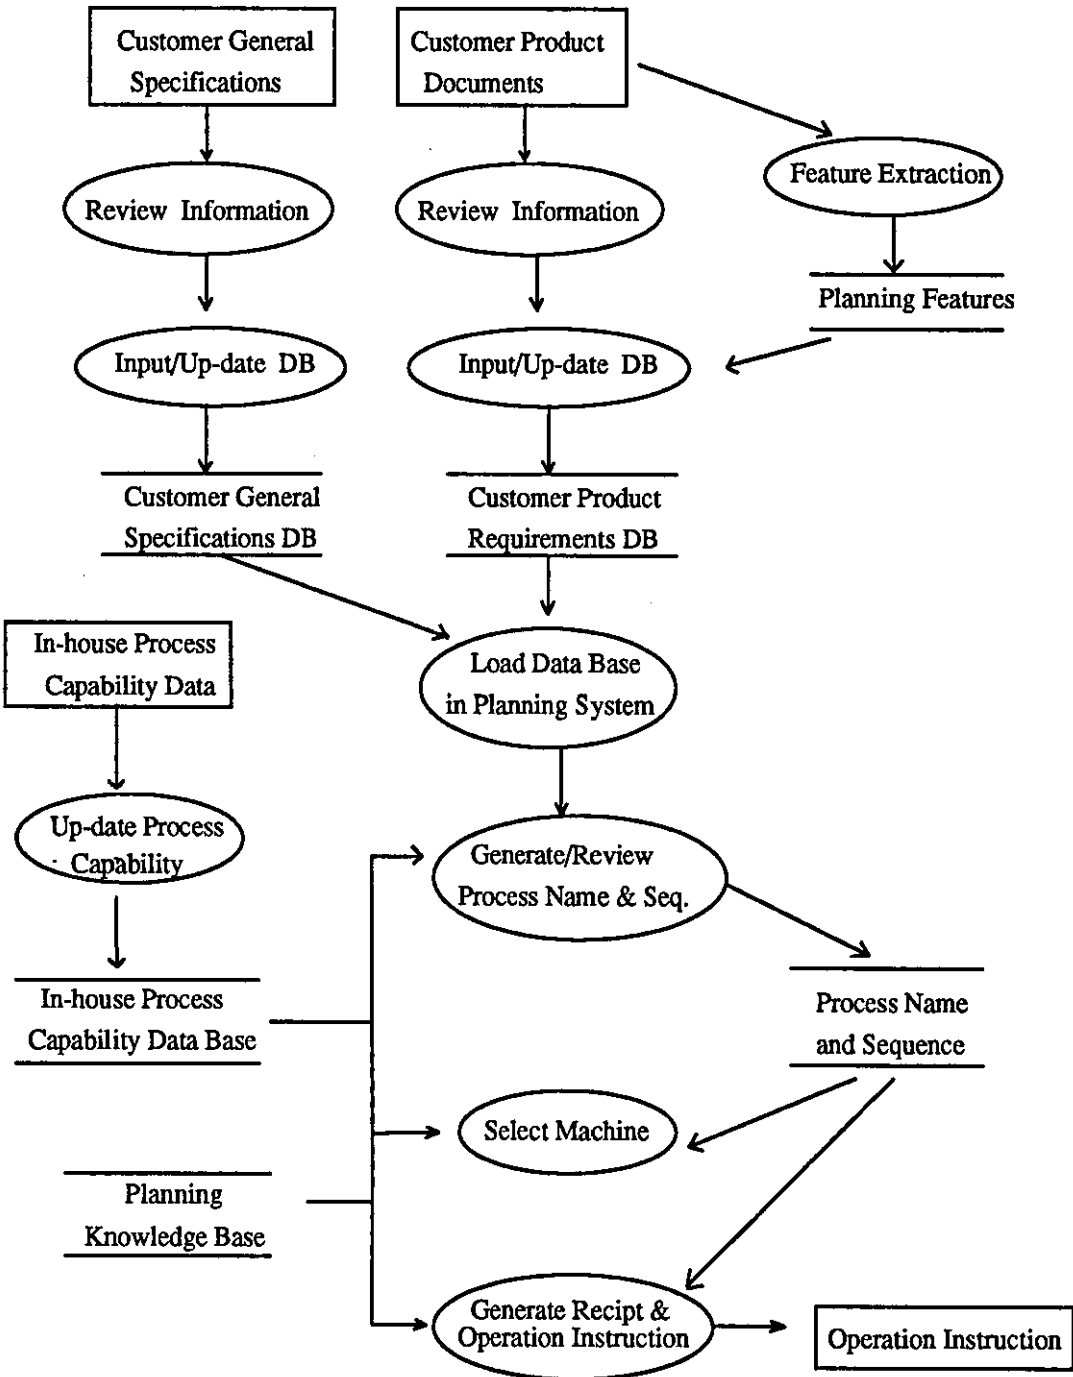 Customer General
Specifications
Customer Product
Documents
Feature Extraction
Review Information
Review Information
Planning Features
Input/Up-date DB
Input/Up-date DB
Customer General
Specifications DB
Customer Product
Requirements DB
In-house Process
Capability Data
Load Data Base
in Planning System
Up-date Process
Capability
Generate/Review
Process Name & Seq.
In-house Process
Capability Data Base
Process Name
and Sequence
Select Machine
Planning
Knowledge Base
Generate Recipt &
Operation Instruction
Operation Instruction